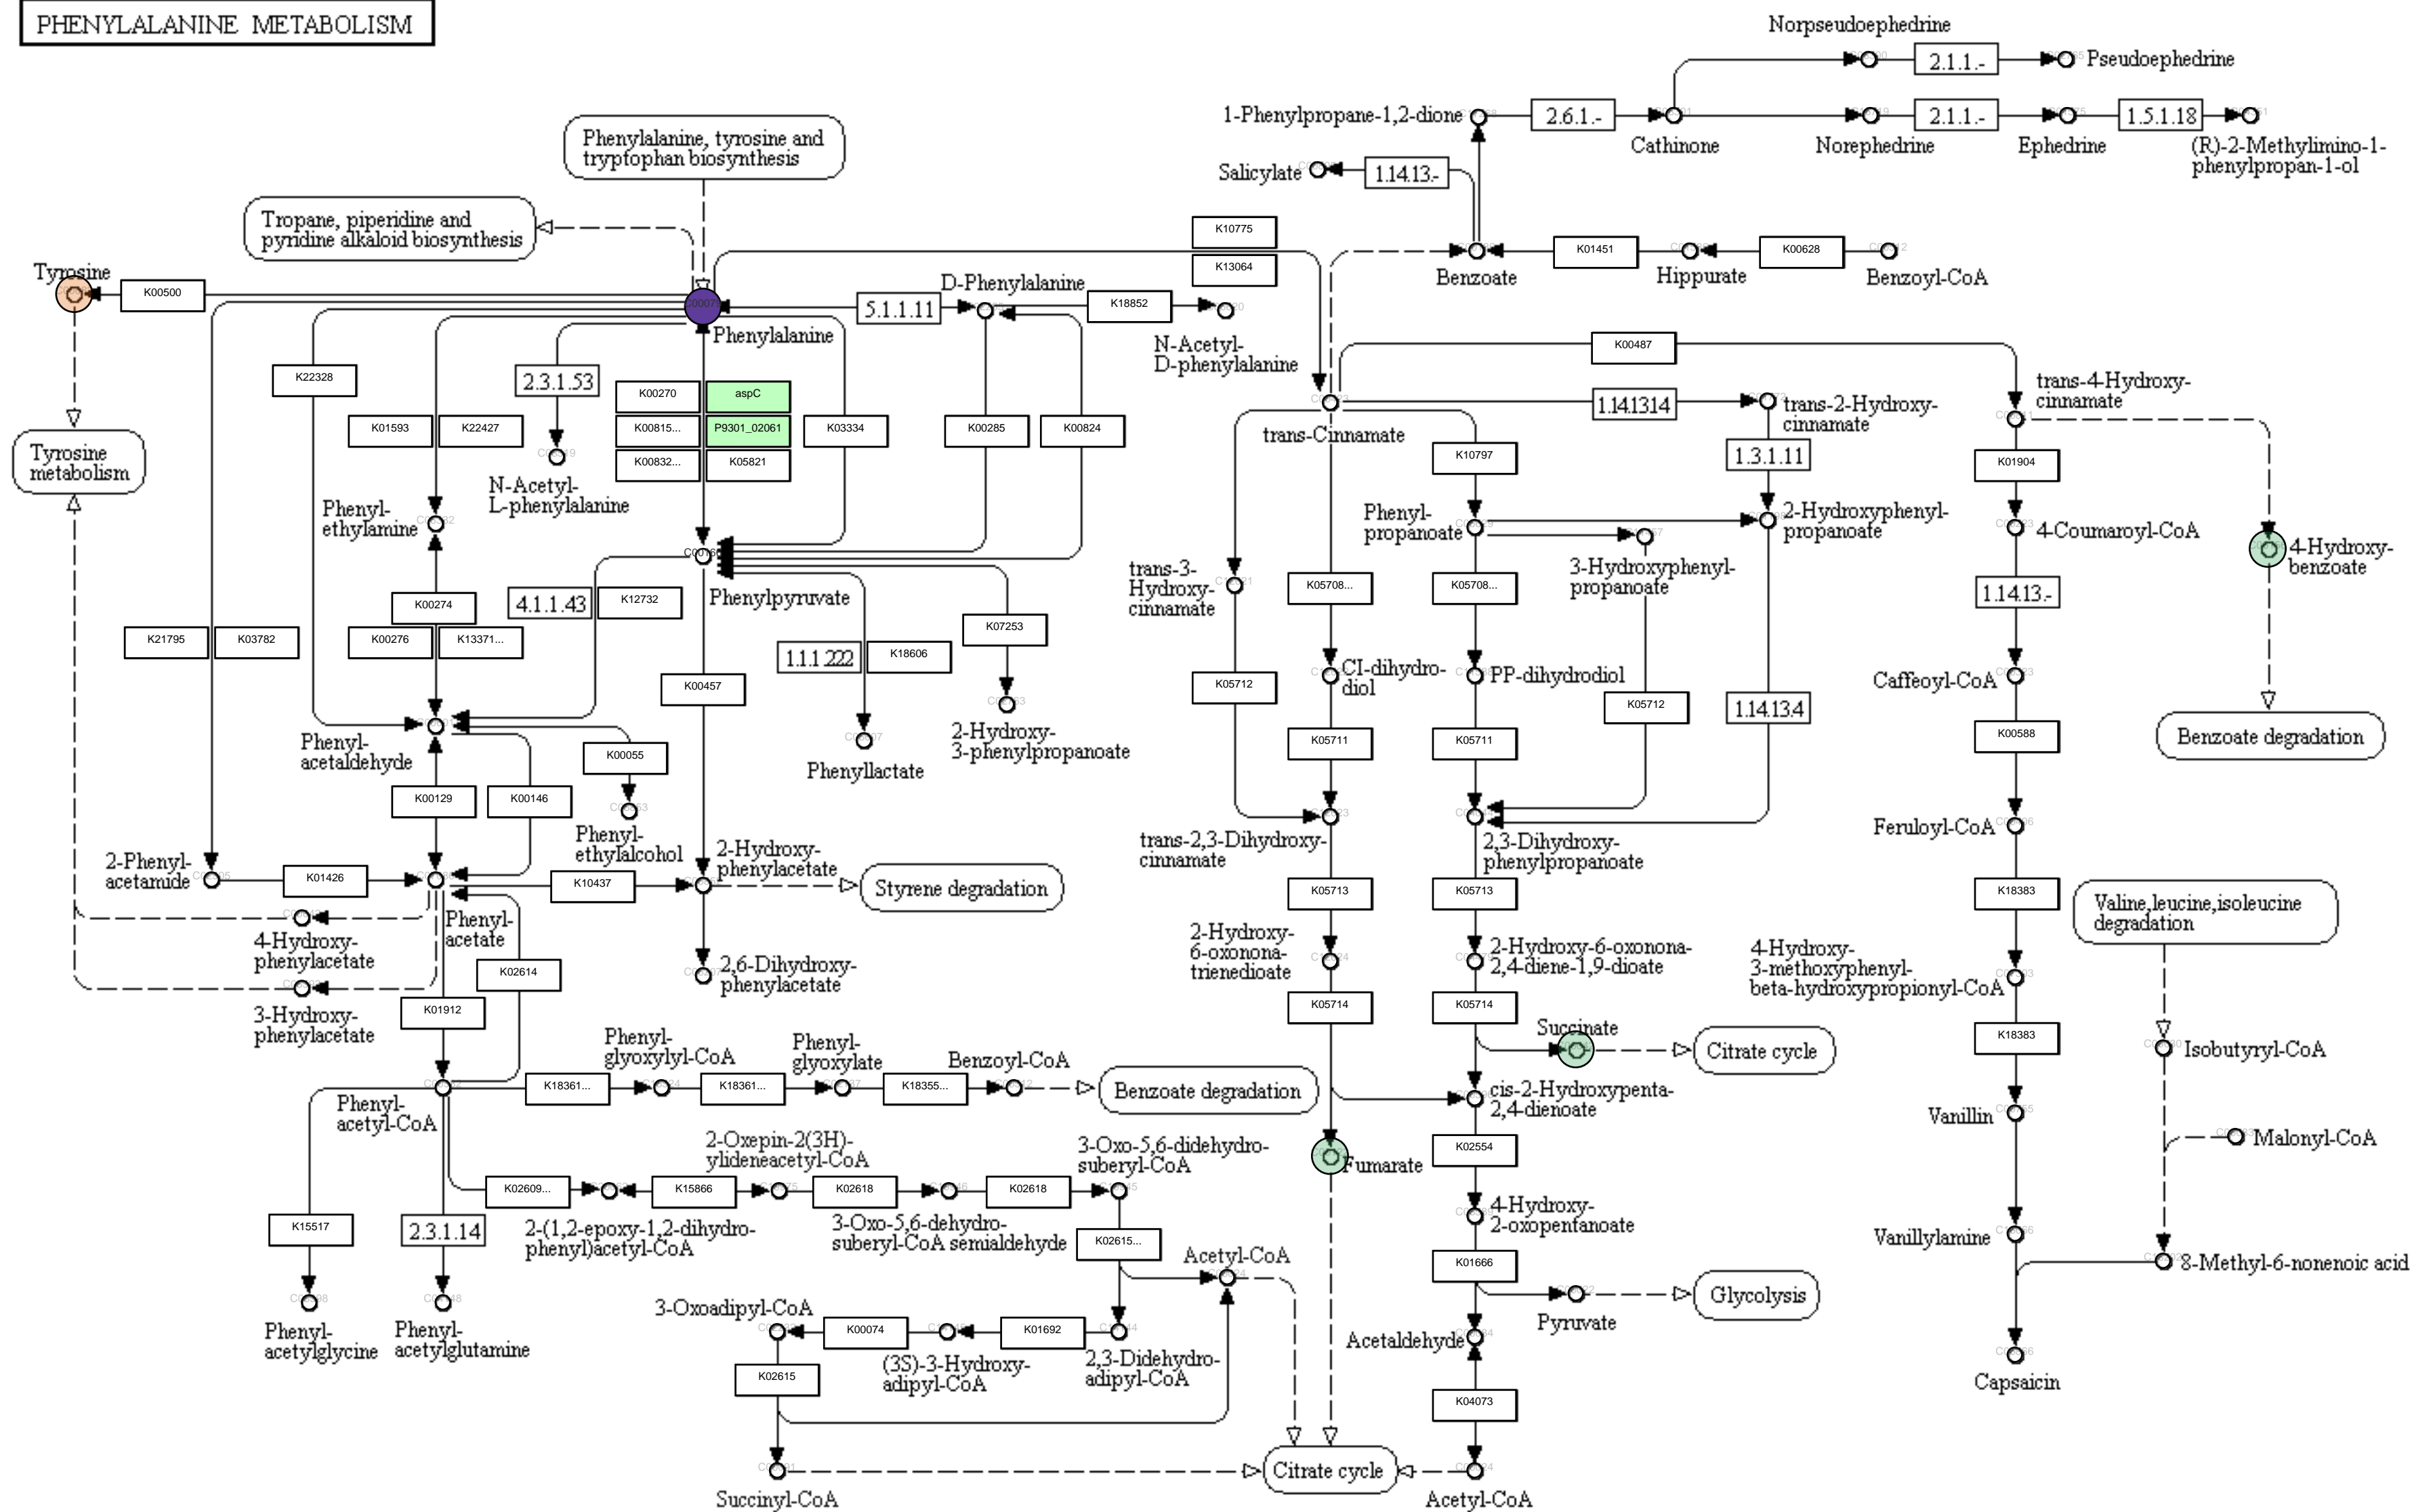 PHENYLALANINE METABOLISM
Norpseudoephedrine
2.1.1.-
Pseudoephedrine
1-Phenylpropane-1,2-dione
2.6.1.-
Cathinone
2.1.1.-
Norephedrine
Ephedrine
1.5.1.18
(R)-2-Methylimino-1-
phenylpropan-1-ol
Phenylalanine, tyrosine and
tryptophan biosynthesis
Salicylate
1.14.13.-
Tropane, piperidine and
pyridine alkaloid biosynthesis
K10775
K13064
Benzoate
K01451
Hippurate
K00628
Benzoyl-CoA
Tyrosine
K00500
Phenylalanine
5.1.1.11
D-Phenylalanine
K18852
N-Acetyl-
D-phenylalanine
K00487
K22328
2.3.1.53
K00270
aspC
K01593
K22427
K00815...
P9301_02061
K03334
K00285
K00824
K00832...
K05821
trans-Cinnamate
1.14.13.14
trans-2-Hydroxy-
cinnamate
trans-4-Hydroxy-
cinnamate
Tyrosine
metabolism
N-Acetyl-
L-phenylalanine
K10797
1.3.1.11
K01904
Phenyl-
ethylamine
Phenyl-
propanoate
2-Hydroxyphenyl-
propanoate
4-Coumaroyl-CoA
4-Hydroxy-
benzoate
trans-3-
Hydroxy-
cinnamate
3-Hydroxyphenyl-
propanoate
K00274
4.1.1.43
K12732
Phenylpyruvate
K05708...
K05708...
1.14.13.-
K21795
K03782
K00276
K13371...
1.1.1.222
K18606
K07253
K00457
K05712
CI-dihydro-
diol
PP-dihydrodiol
K05712
1.14.13.4
Caffeoyl-CoA
Phenyl-
acetaldehyde
K00055
Phenyllactate
2-Hydroxy-
3-phenylpropanoate
K05711
K05711
K00588
Benzoate degradation
K00129
K00146
Phenyl-
ethylalcohol
2-Hydroxy-
phenylacetate
trans-2,3-Dihydroxy-
cinnamate
2,3-Dihydroxy-
phenylpropanoate
Feruloyl-CoA
2-Phenyl-
acetamide
K01426
K10437
Styrene degradation
K05713
K05713
K18383
Valine,leucine,isoleucine
degradation
Phenyl-
acetate
4-Hydroxy-
phenylacetate
K02614
2,6-Dihydroxy-
phenylacetate
2-Hydroxy-
6-oxonona-
trienedioate
2-Hydroxy-6-oxonona-
2,4-diene-1,9-dioate
4-Hydroxy-
3-methoxyphenyl-
beta-hydroxypropionyl-CoA
3-Hydroxy-
phenylacetate
K01912
K05714
K05714
K18383
Succinate
Citrate cycle
Isobutyryl-CoA
Phenyl-
glyoxylyl-CoA
Phenyl-
glyoxylate
Benzoyl-CoA
K18361...
K18361...
K18355...
Benzoate degradation
Phenyl-
acetyl-CoA
cis-2-Hydroxypenta-
2,4-dienoate
Vanillin
Malonyl-CoA
2-Oxepin-2(3H)-
ylideneacetyl-CoA
3-Oxo-5,6-didehydro-
suberyl-CoA
Fumarate
K02554
K02609...
K15866
K02618
K02618
K15517
2.3.1.14
2-(1,2-epoxy-1,2-dihydro-
phenyl)acetyl-CoA
3-Oxo-5,6-dehydro-
suberyl-CoA semialdehyde
K02615...
Acetyl-CoA
4-Hydroxy-
2-oxopentanoate
Vanillylamine
8-Methyl-6-nonenoic acid
K01666
Pyruvate
Glycolysis
Phenyl-
acetylglycine
Phenyl-
acetylglutamine
3-Oxoadipyl-CoA
K00074
K01692
Acetaldehyde
(3S)-3-Hydroxy-
adipyl-CoA
2,3-Didehydro-
adipyl-CoA
K02615
K04073
Capsaicin
Succinyl-CoA
Citrate cycle
Acetyl-CoA